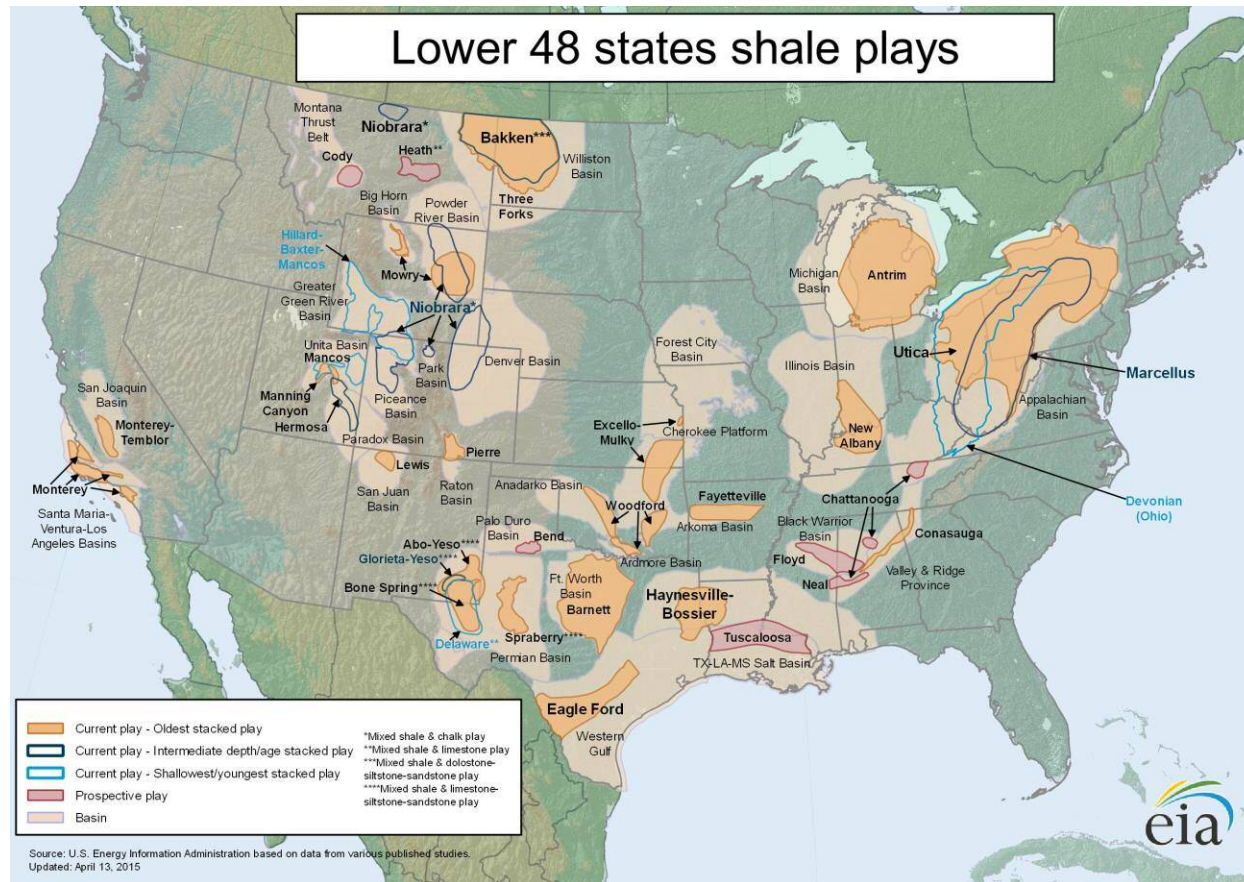 Lower 48 states shale plays
Montana
Thrust
Belt
Niobrara*
Bakken***
Cody
Heath**
Williston
Basin
Big Horn
Basin
Powder
River Basin
Three
Forks
Hillard-
Baxter-
Mancos
Mowry
Greater
Green River
Basin
Niobrara*
Michigan
Basin
Antrim
Unita Basin
Mancos
Park
Basin
Denver Basin
Forest City
Basin
Illinois Basin
Utica
Marcellus
San Joaquin
Basin
Manning
Canyon
Hermosa
Piceance
Basin
Appalachian
Basin
Monterey-
Temblor
Paradox Basin
Excello-
Mulky
Cherokee Platform
New
Albany
Lewis
Pierre
Monterey
San Juan
Basin
Raton
Basin
Anadarko Basin
Woodford
Fayetteville
Chattanooga
Devonian
(Ohio)
Santa Maria-
Ventura-Los
Angeles Basins
Palo Duro
Basin
Bend
Arkoma Basin
Black Warrior
Basin
Conasauga
Abo-Yeso****
Glorieta-Yeso****
Ardmore Basin
Floyd
Neal
Valley & Ridge
Province
Bone Spring****
Ft. Worth
Basin
Barnett
Haynesville-
Bossier
Delaware**
Spraberry****
Permian Basin
Tuscaloosa
TX-LA-MS Salt Basin
Eagle Ford
Western
Gulf
Current play - Oldest stacked play
Current play - Intermediate depth/age stacked play
Current play - Shallowest/youngest stacked play
Prospective play
Basin
*Mixed shale & chalk play
**Mixed shale & limestone play
***Mixed shale & dolostone-
siltstone-sandstone play
****Mixed shale & limestone-
siltstone-sandstone play
Source: U.S. Energy Information Administration based on data from various published studies.
Updated: April 13, 2015
eia